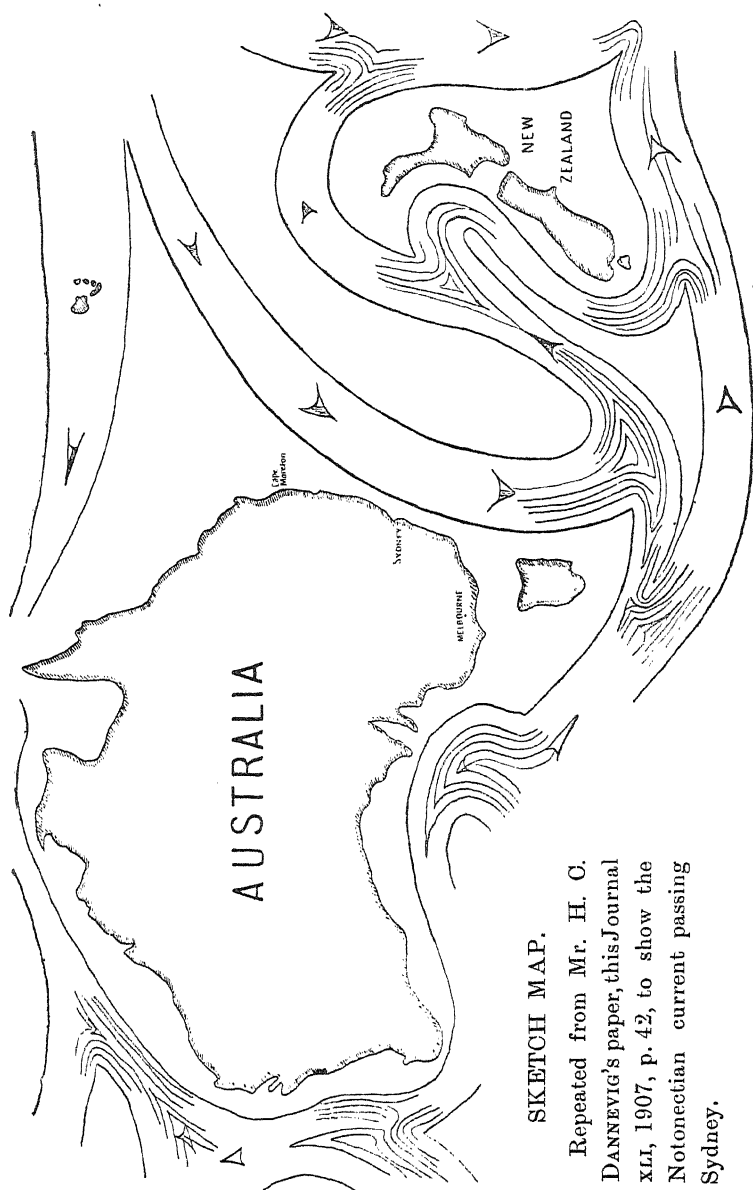 AUSTRALIA
Cape
Moreton
SYDNEY
MELBOURNE
NEW
ZEALAND
SKETCH MAP.
Repeated from Mr. H. C.
DANNEVIG'S paper, this Journal
XLI, 1907, p. 42, to show the
Notonectian current passing
Sydney.